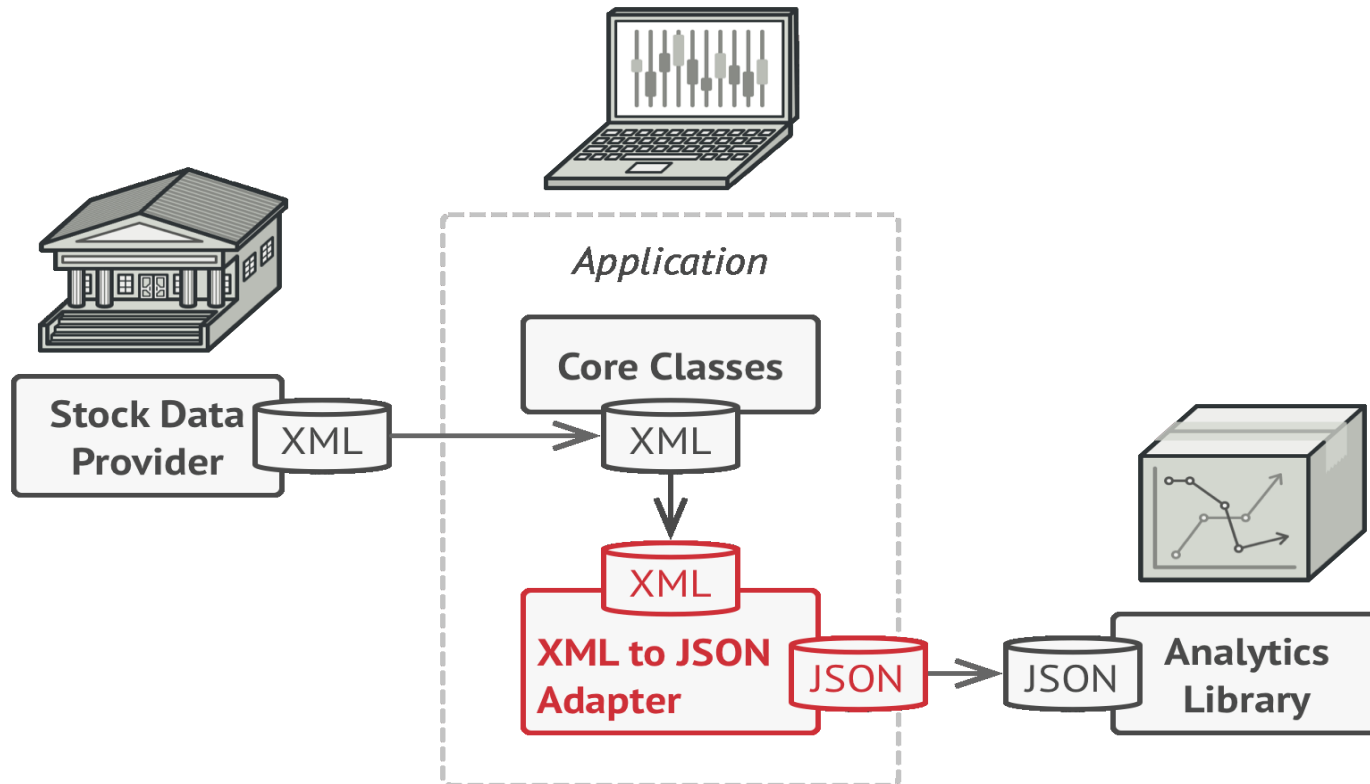 Application
Core Classes
Stock Data
Provider
XML
XML
XML
XML to JSON
Adapter
JSON
JSON
Analytics
Library